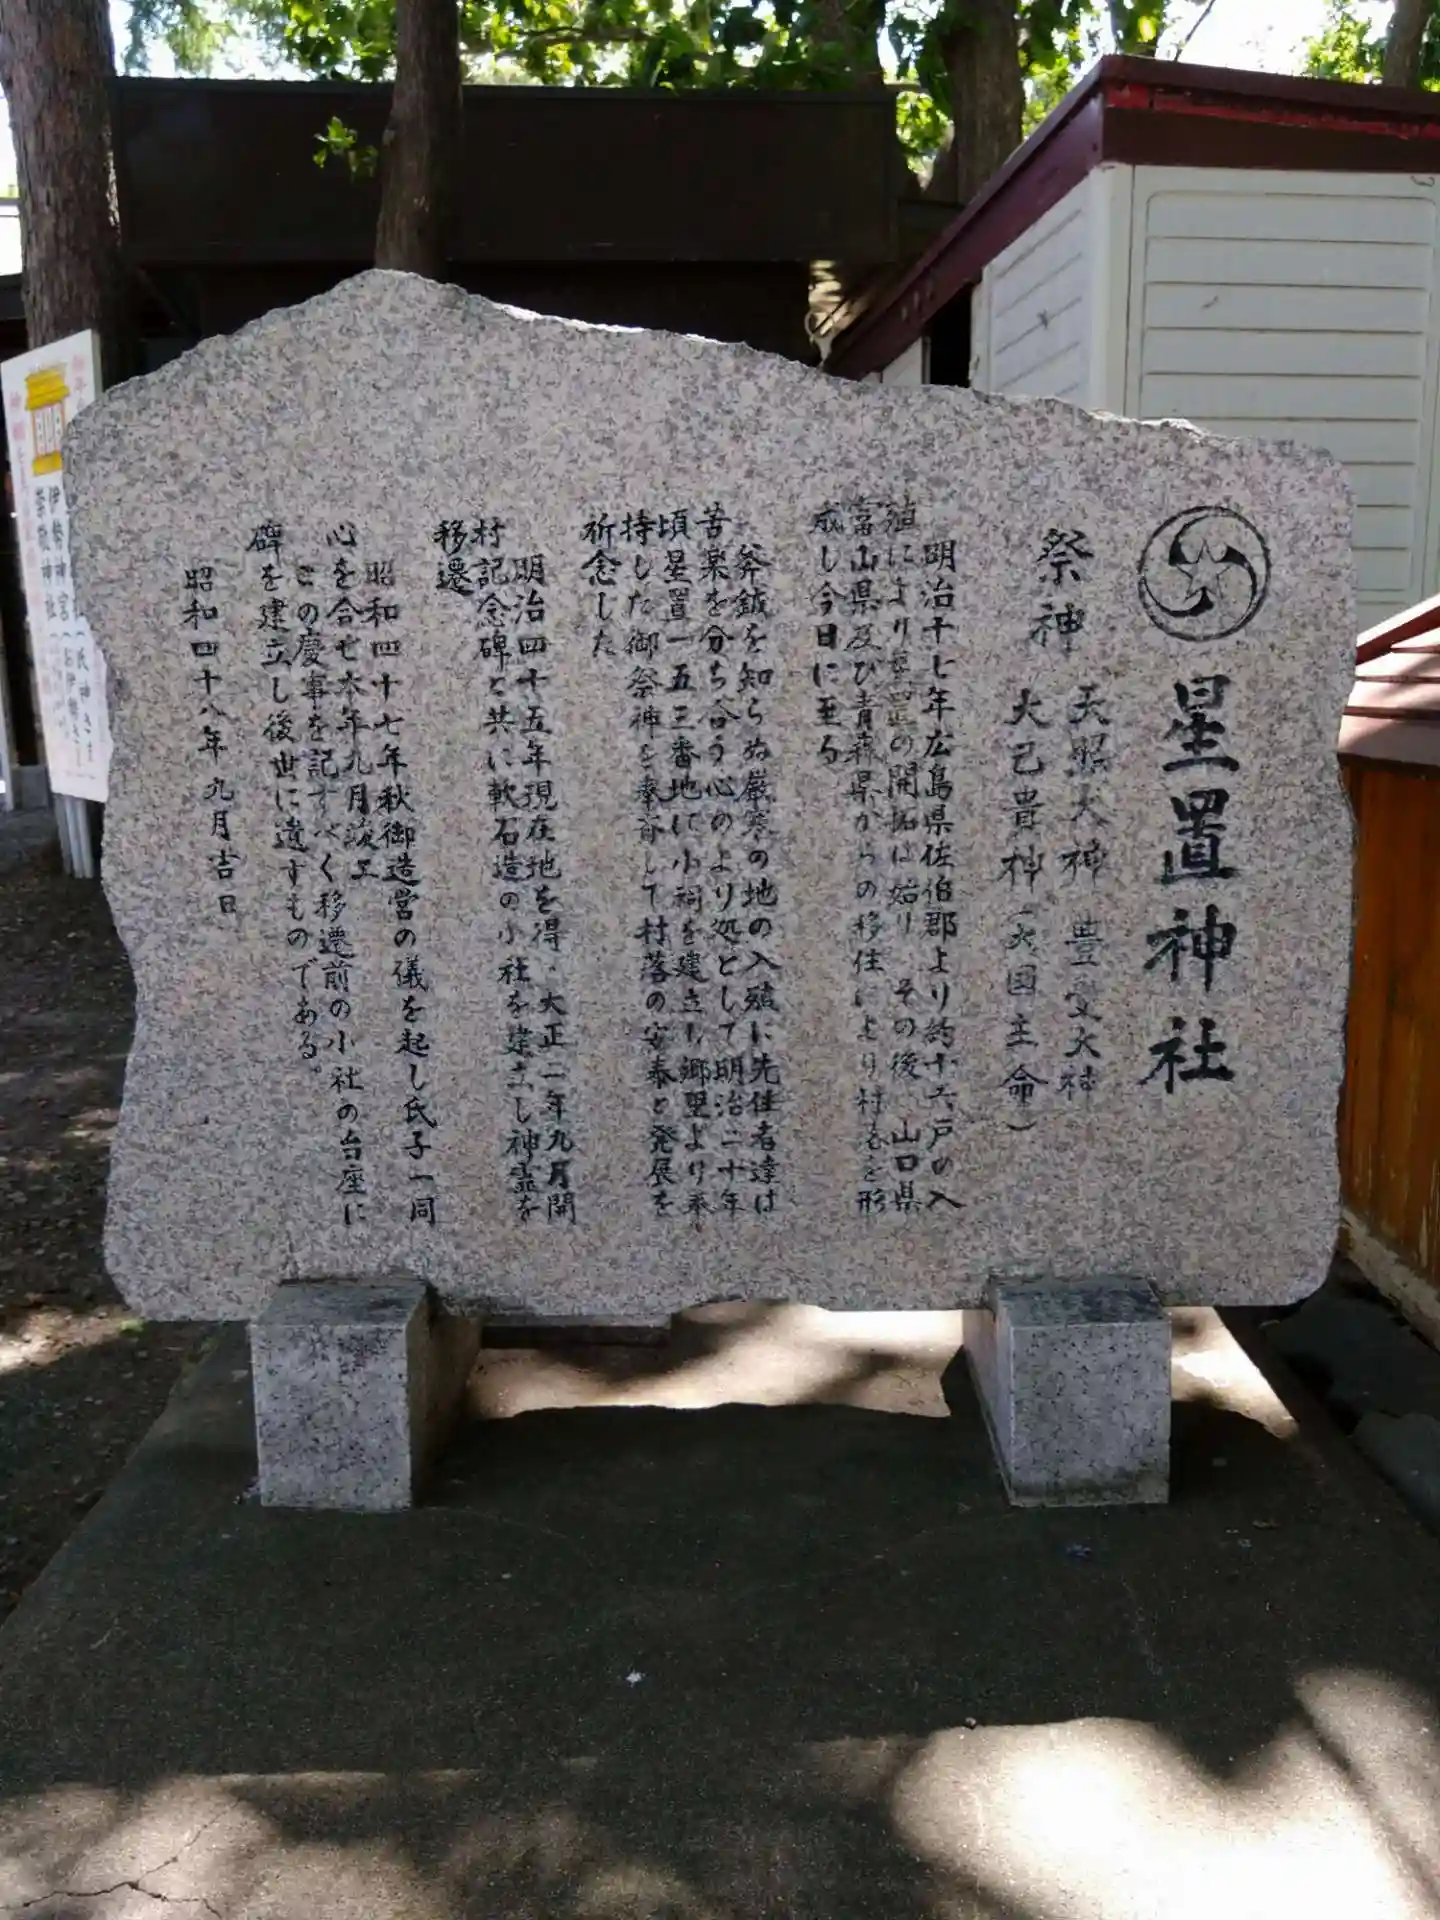 星置神社
祭神 天照大神 豊受大神
大己貴神(大国主命)
明治十七年広島県佐伯郡より約十六戸の入
殖により星置の開拓は始り その後 山口県
富山県及び青森県からの移住により村を形
成し今日に至る
斧鉞を知らぬ厳寒の地の入殖に先住者達は
苦楽を分ち合う心のより処として明治二十年
頃星置一五三番地に小祠を建立し郷里より奉
持した御祭神を奉斎して村落の安泰と発展を
祈念した
明治四十五年現在地を得、大正二年九月開
村記念碑と共に軟石造の小社を建立し神霊を
移遷
昭和四十七年秋御造営の儀を起し氏子一同
心を合せ本年九月竣工
この慶事を記すべく移遷前の小社の台座に
碑を建立し後世に遺すものである。
昭和四十八年九月吉日
伊勢神宮(お伊勢さ
(氏神さま